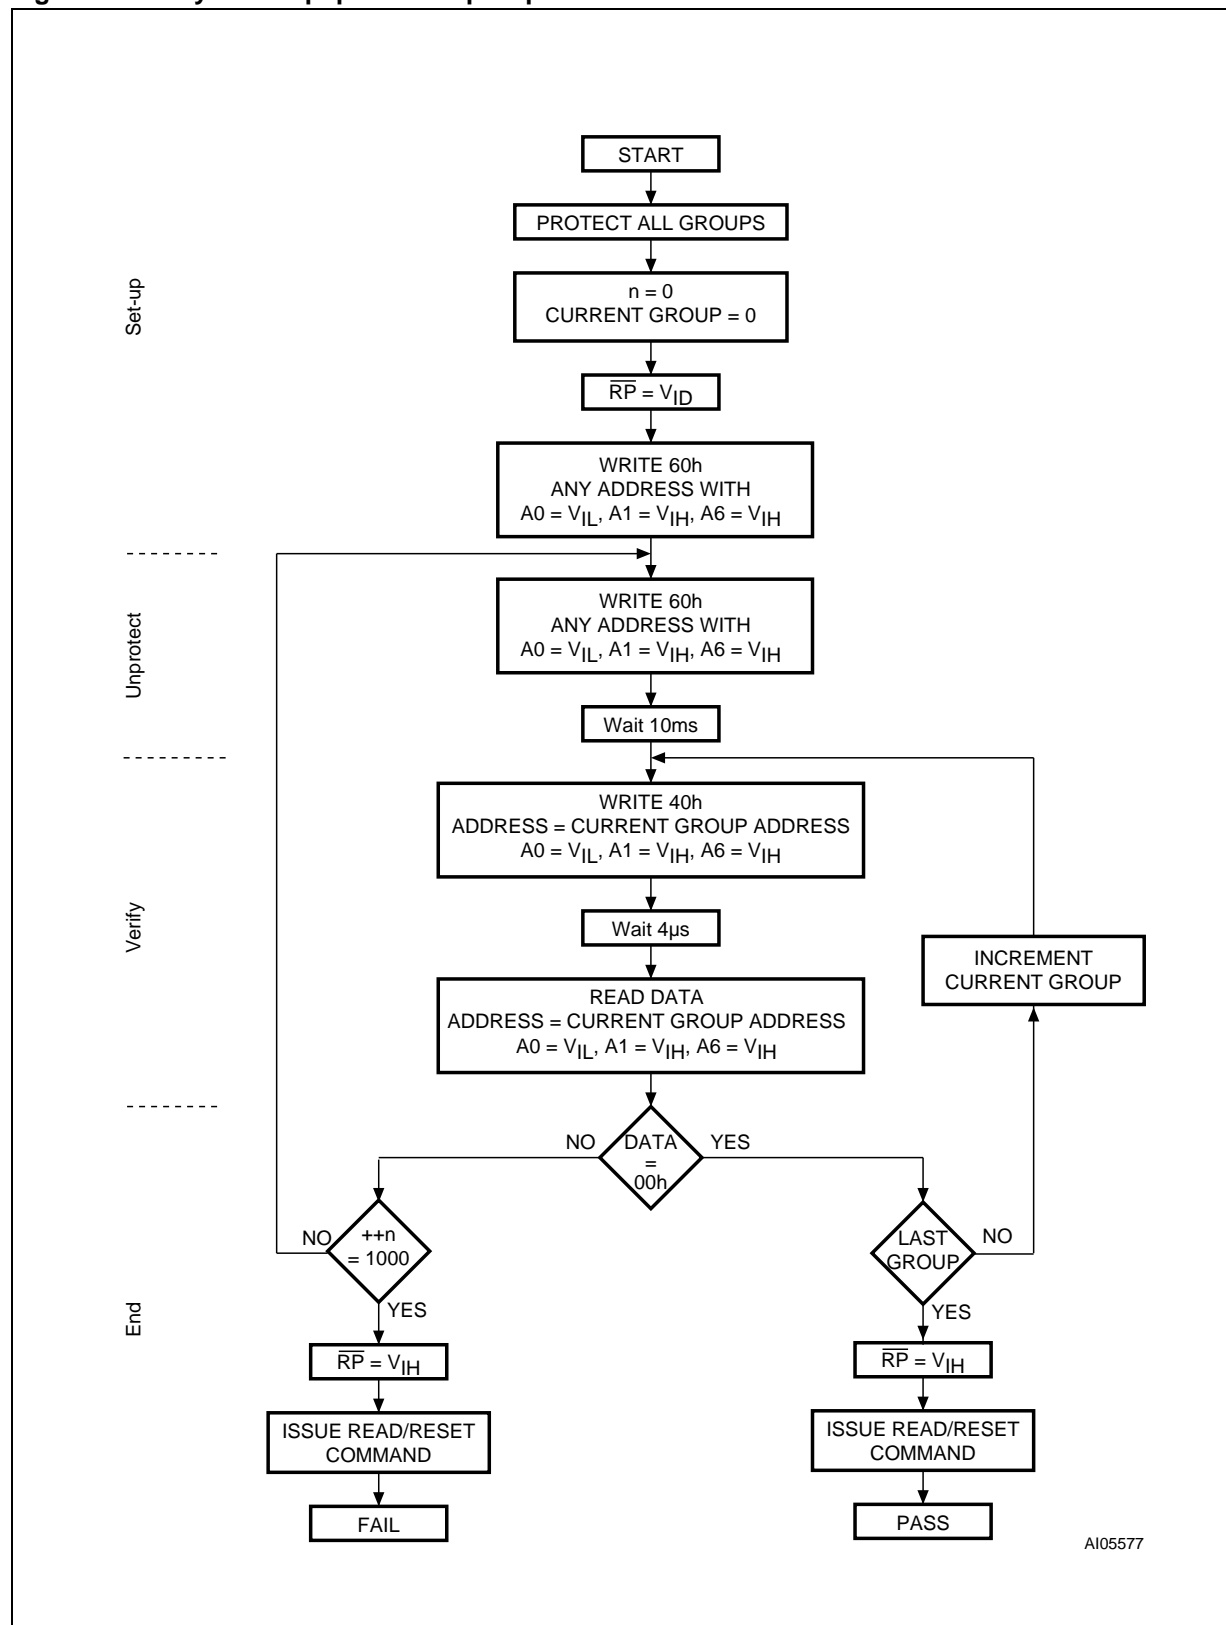 START
PROTECT ALL GROUPS
n = 0
CURRENT GROUP = 0
Set-up
RP = VID
WRITE 60h
ANY ADDRESS WITH
A0 = VIL, A1 = VIH, A6 = VIH
Unprotect
WRITE 60h
ANY ADDRESS WITH
A0 = VIL, A1 = VIH, A6 = VIH
Wait 10ms
Verify
WRITE 40h
ADDRESS = CURRENT GROUP ADDRESS
A0 = VIL, A1 = VIH, A6 = VIH
Wait 4µs
INCREMENT
CURRENT GROUP
READ DATA
ADDRESS = CURRENT GROUP ADDRESS
A0 = VIL, A1 = VIH, A6 = VIH
End
NO
DATA
=
00h
YES
NO
++n
= 1000
YES
LAST
GROUP
NO
YES
RP = VIH
RP = VIH
ISSUE READ/RESET
COMMAND
ISSUE READ/RESET
COMMAND
FAIL
PASS
AI05577